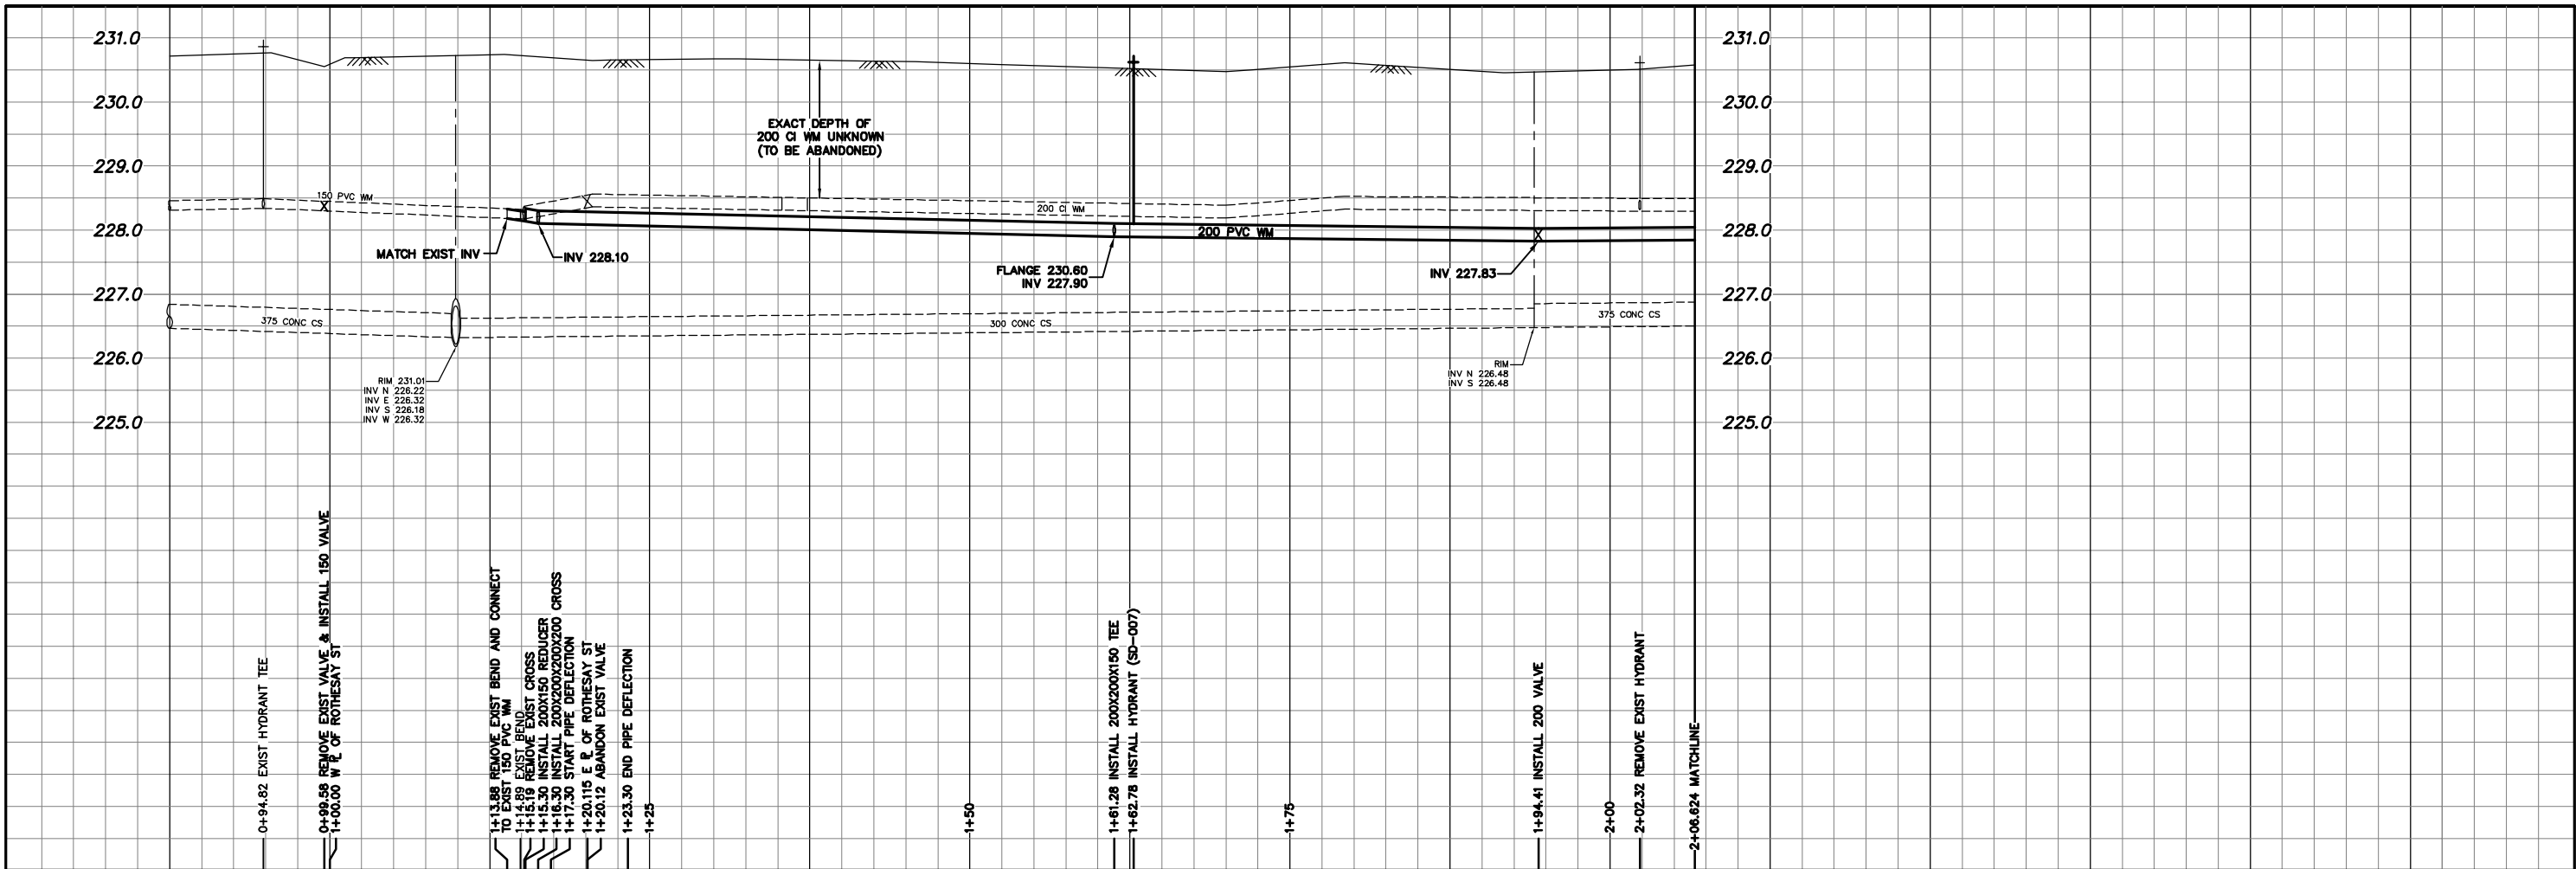 231.0
230.0
229.0
228.0
227.0
226.0
225.0
231.0
230.0
229.0
228.0
227.0
226.0
225.0
EXACT DEPTH OF
200 CI WM UNKNOWN
(TO BE ABANDONED)
150 PVC WM
200 CI WM
200 PVC WM
MATCH EXIST INV
INV 228.10
FLANGE 230.60
INV 227.90
INV 227.83
375 CONC CS
300 CONC CS
375 CONC CS
RIM 231.01
INV N 226.22
INV E 226.32
INV S 226.18
INV W 226.32
RIM
INV N 226.48
INV S 226.48
0+94.82 EXIST HYDRANT TEE
0+99.58 REMOVE EXIST VALVE & INSTALL 150 VALVE
1+00.00 W PL OF ROTHESAY ST
1+13.88 REMOVE EXIST BEND AND CONNECT
TO EXIST 150 PVC WM
1+14.89 EXIST BEND
1+15.19 REMOVE EXIST CROSS
1+15.30 INSTALL 200X150 REDUCER
1+16.30 INSTALL 200X200X200X200 CROSS
1+17.30 START PIPE DEFLECTION
1+20.115 E PL OF ROTHESAY ST
1+20.12 ABANDON EXIST VALVE
1+23.30 END PIPE DEFLECTION
1+25
1+50
1+61.28 INSTALL 200X200X150 TEE
1+62.78 INSTALL HYDRANT (SD-007)
1+75
1+94.41 INSTALL 200 VALVE
2+00
2+02.32 REMOVE EXIST HYDRANT
2+06.624 MATCHLINE